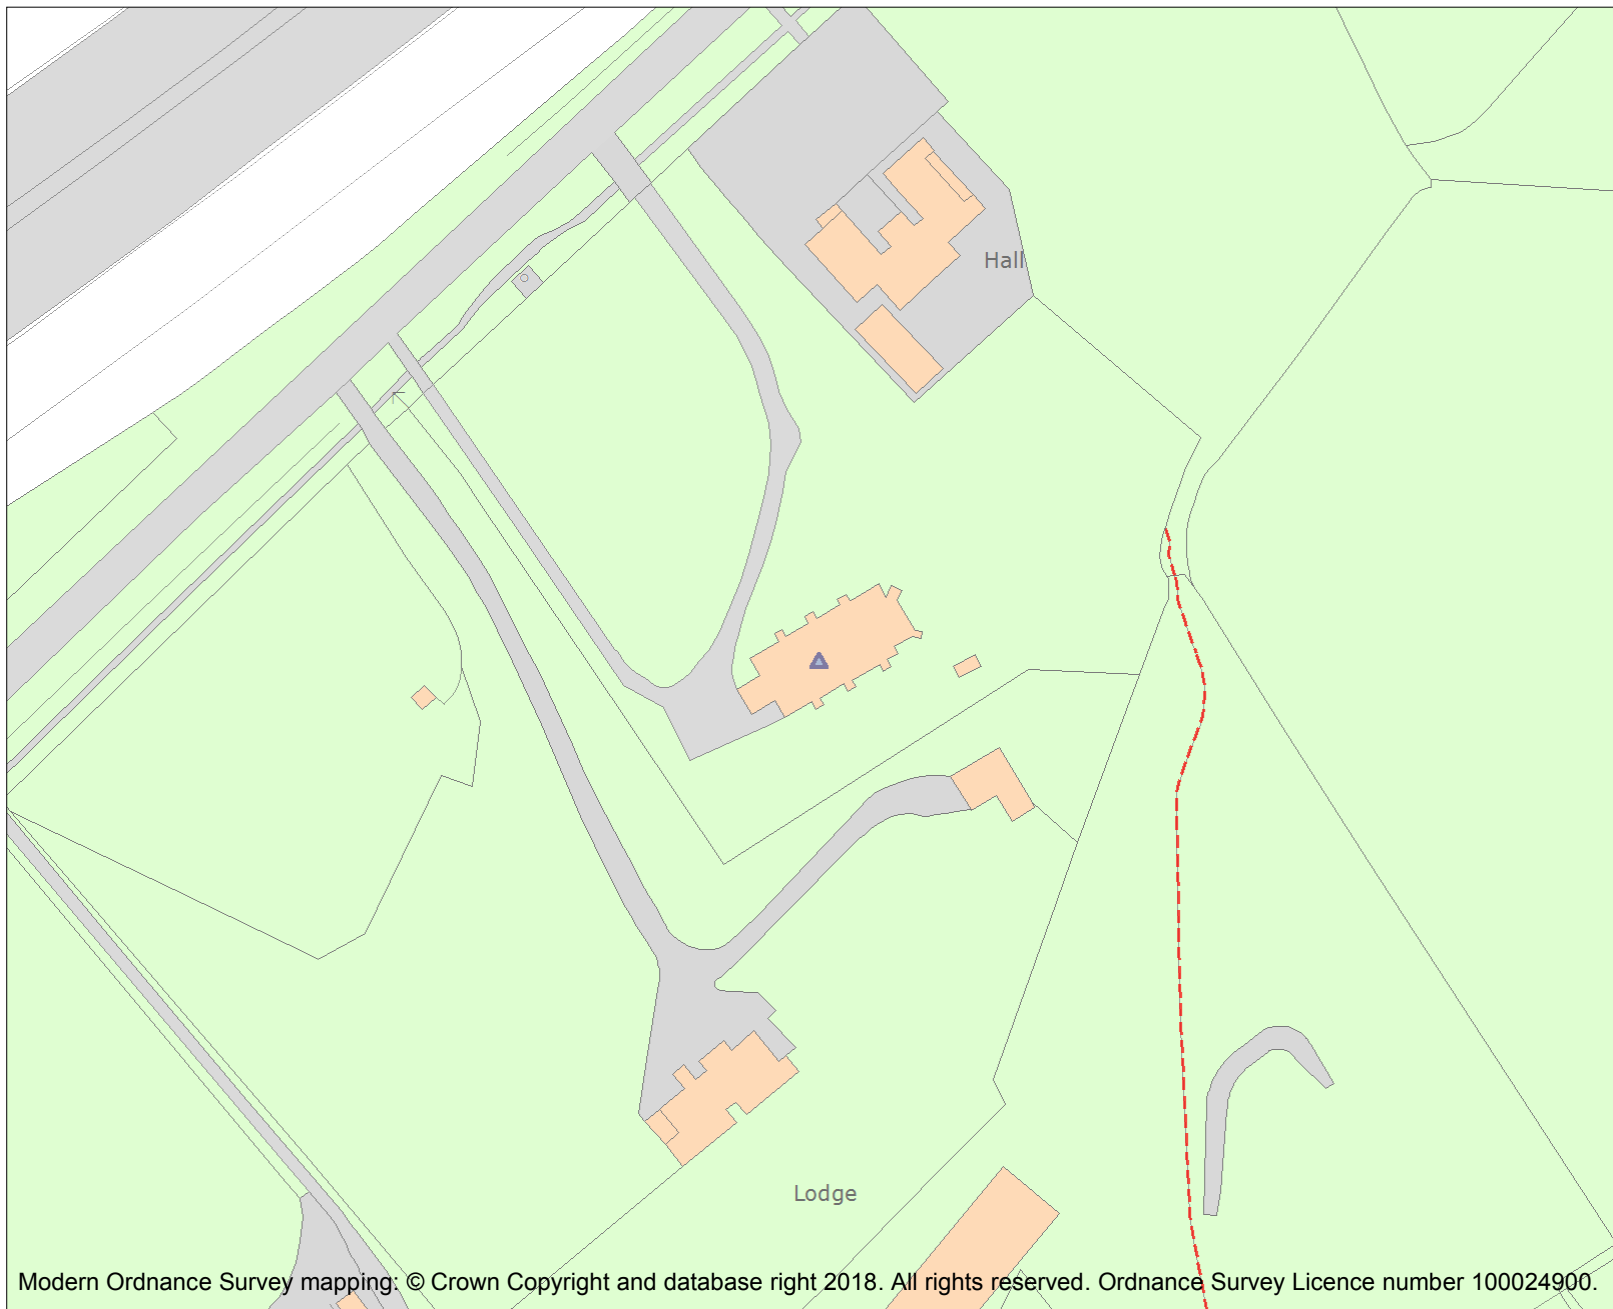 Hall
Lodge
Modern Ordnance Survey mapping: © Crown Copyright and database right 2018. All rights reserved. Ordnance Survey Licence number 100024900.